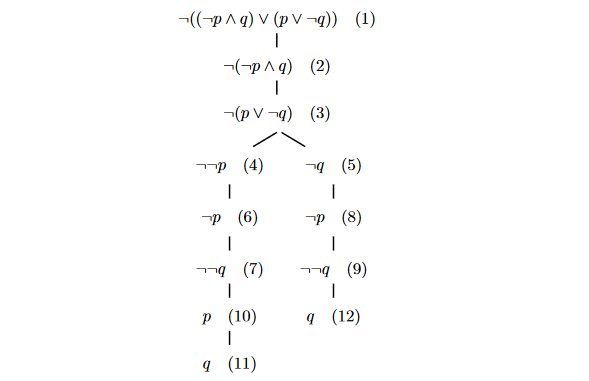 ¬((¬p ∧ q) ∨ (p ∨ ¬q)) (1)
¬(¬p ∧ q) (2)
¬(p ∨ ¬q) (3)
¬¬p (4) ¬q (5)
¬p (6) ¬p (8)
¬¬q (7) ¬¬q (9)
p (10) q (12)
q (11)